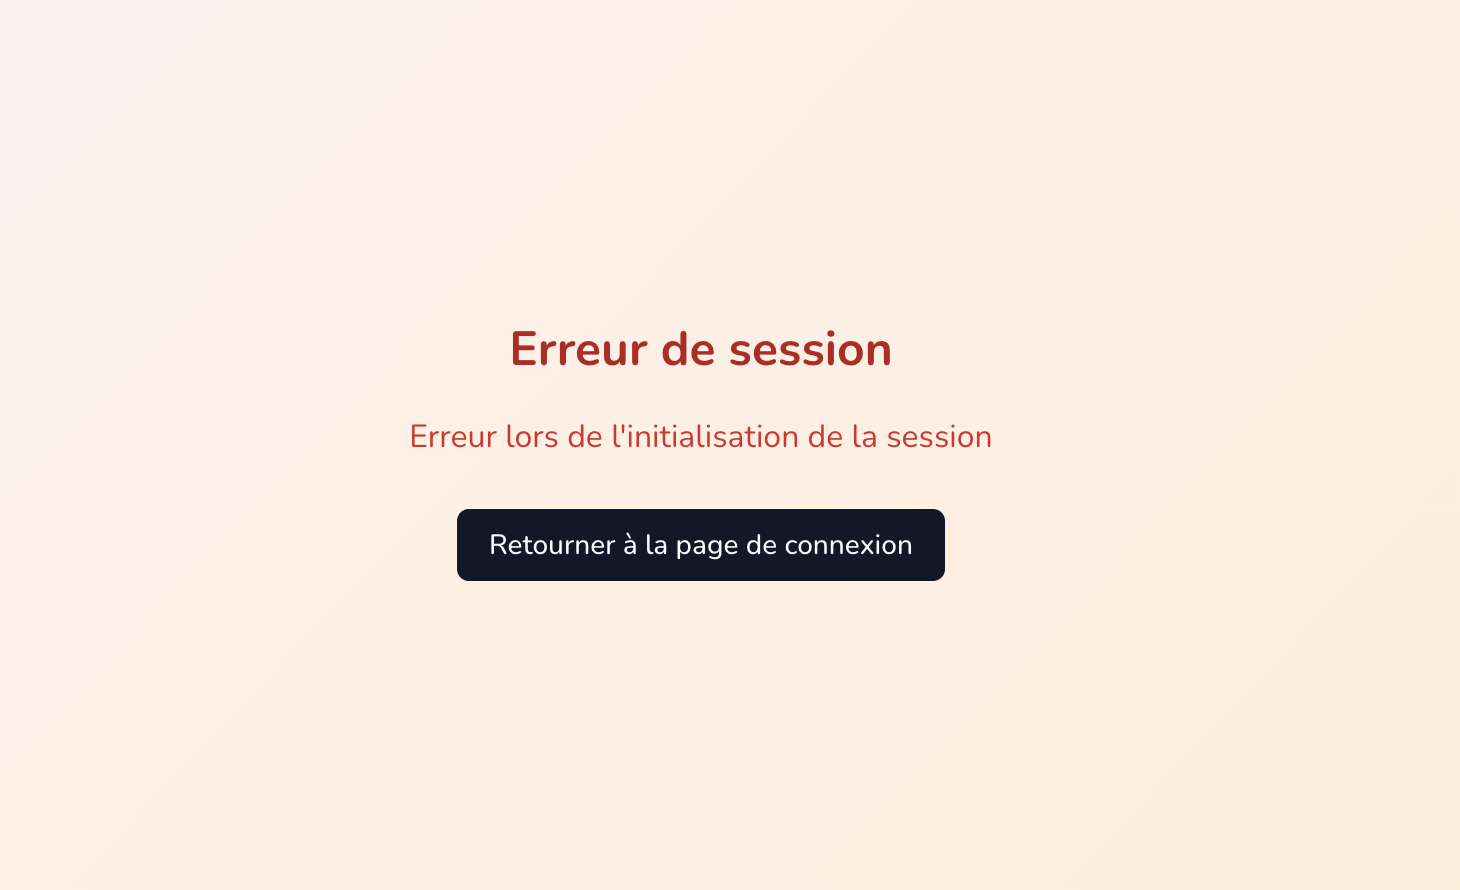 Erreur de session
Erreur lors de l'initialisation de la session
Retourner à la page de connexion